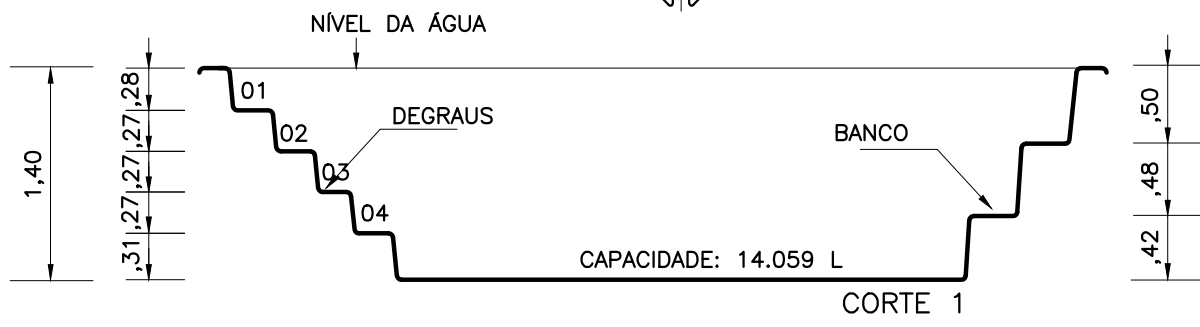 NÍVEL DA ÁGUA
01
02
03
04
DEGRAUS
BANCO
1,40
,28
,27
,27
,27
,31
,50
,48
,42
CAPACIDADE: 14.059 L
CORTE 1